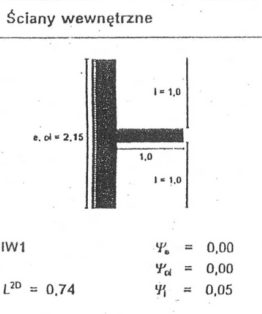 Ściany wewnętrzne
l = 1,0
e, oi = 2,15
1,0
l = 1,0
IW1
Ψe = 0,00
Ψoi = 0,00
L2D = 0,74
Ψi = 0,05